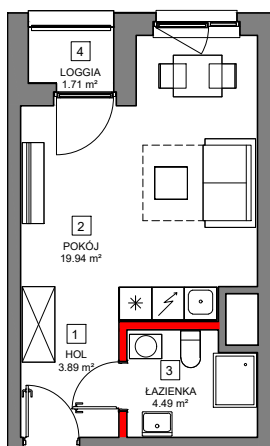 4
LOGGIA
1.71 m²
2
POKÓJ
19.94 m²
1
HOL
3.89 m²
3
ŁAZIENKA
4.49 m²